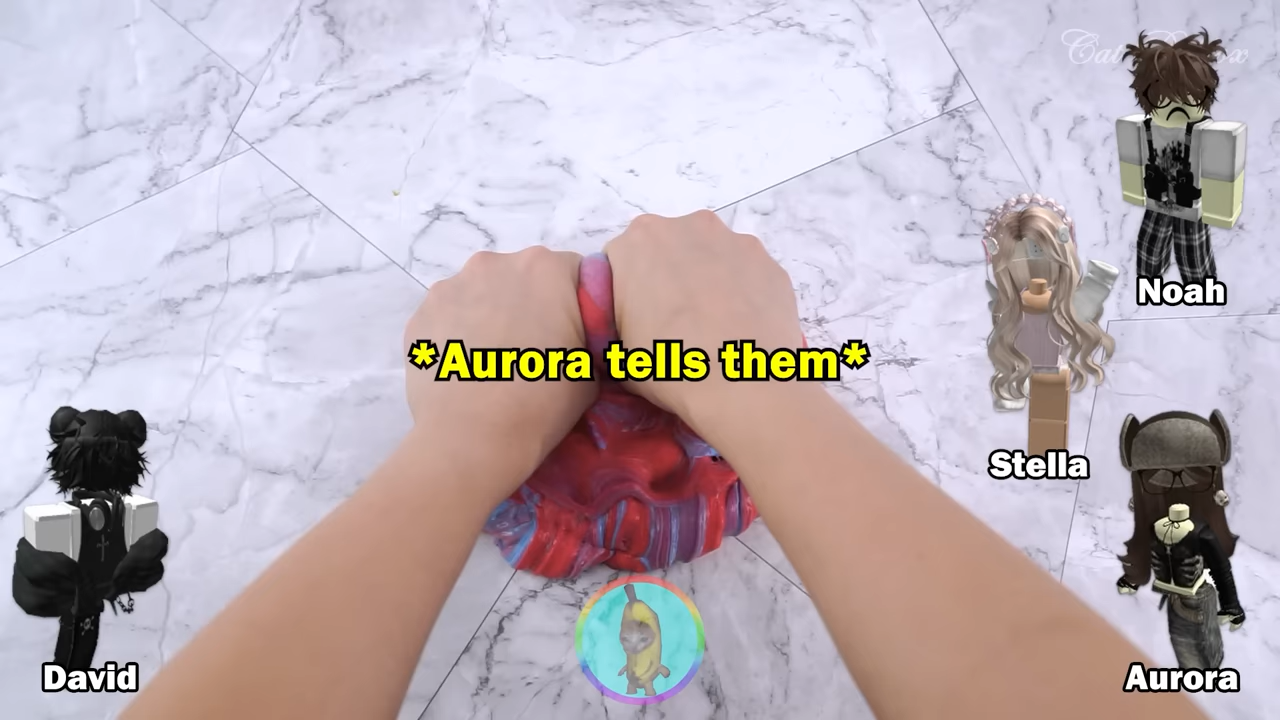 *Aurora tells them*
Noah
Stella
David
Aurora